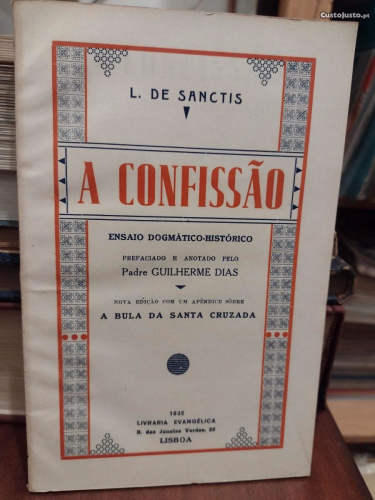 CustoJusto.pt
L. DE SANCTIS
A CONFISSÃO
ENSAIO DOGMÁTICO-HISTÓRICO
PREFACIADO E ANOTADO PELO
Padre GUILHERME DIAS
NOVA EDIÇÃO COM UM APÊNDICE SÔBRE
A BULA DA SANTA CRUZADA
1932
LIVRARIA EVANGÉLICA
R. das Janelas Verdes, 32
LISBOA